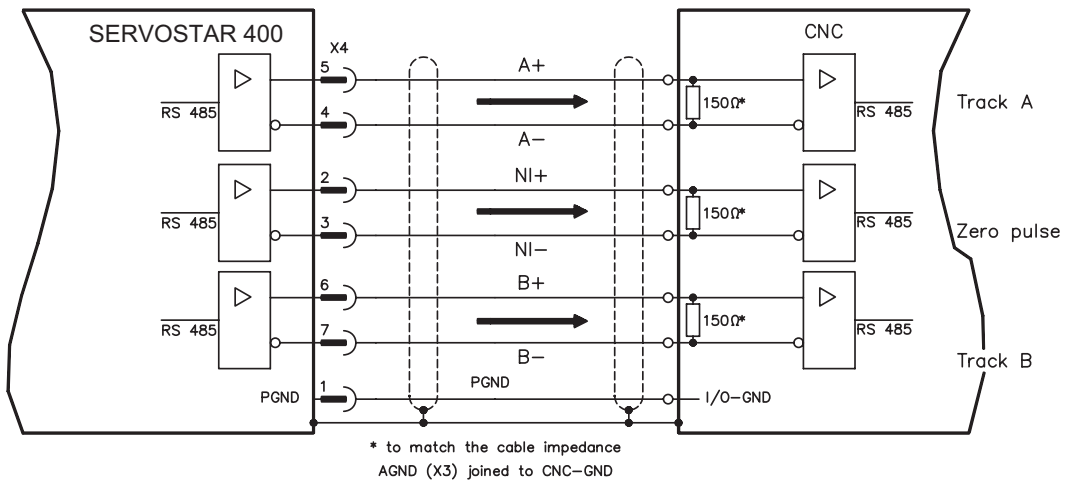 SERVOSTAR 400
CNC
X4
5
A+
RS 485
150Ω*
RS 485
Track A
4
A−
2
NI+
RS 485
150Ω*
RS 485
3
NI−
Zero pulse
6
B+
RS 485
150Ω*
RS 485
7
B−
Track B
PGND
1
PGND
I/O−GND
* to match the cable impedance
AGND (X3) joined to CNC−GND